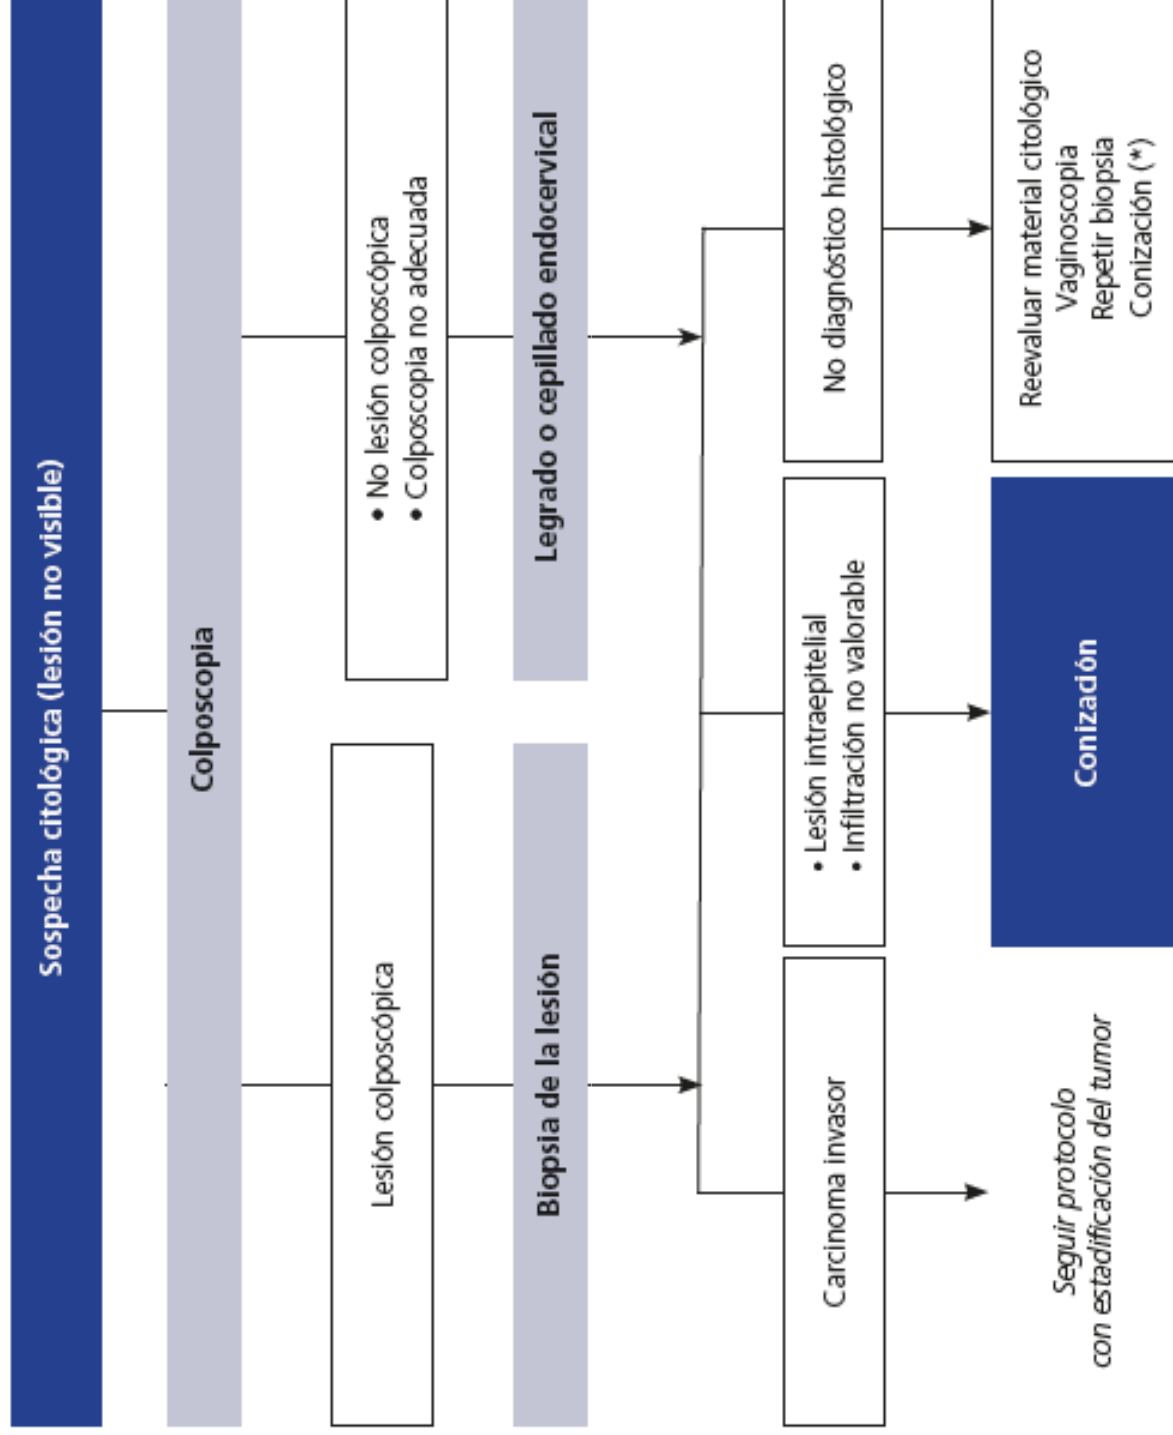 Sospecha citológica (lesión no visible)
Colposcopia
Lesión colposcópica
• No lesión colposcópica
• Colposcopia no adecuada
Biopsia de la lesión
Legrado o cepillado endocervical
Carcinoma invasor
• Lesión intraepitelial
• Infiltración no valorable
No diagnóstico histológico
Seguir protocolo
con estadificación del tumor
Conización
Reevaluar material citológico
Vaginoscopia
Repetir biopsia
Conización (*)